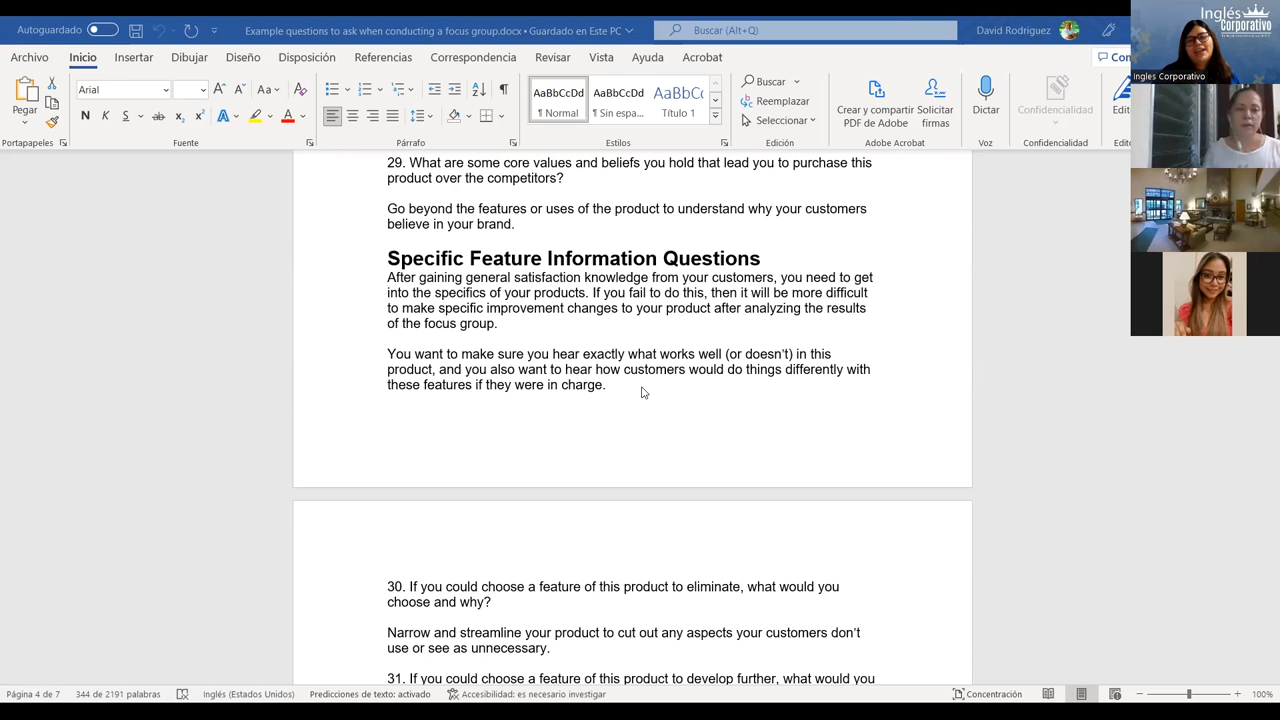 Autoguardado
Example questions to ask when conducting a focus group.docx • Guardado en Este PC
Buscar (Alt+Q)
David Rodriguez
Archivo Inicio Insertar Dibujar Diseño Disposición Referencias Correspondencia Revisar Vista Ayuda Acrobat
Pegar
Portapapeles
Arial
N K S ab x₂ x² A A
Aa
Fuente
Párrafo
AaBbCcDd AaBbCcDd AaBbCc
¶ Normal ¶ Sin espa... Título 1
Estilos
Buscar
Reemplazar
Seleccionar
Edición
Crear y compartir
PDF de Adobe
Solicitar
firmas
Adobe Acrobat
Dictar
Voz
Confidencialidad
Confidencialidad
Inglés
Corporativo
Ingles Corporativo
29. What are some core values and beliefs you hold that lead you to purchase this
product over the competitors?
Go beyond the features or uses of the product to understand why your customers
believe in your brand.
Specific Feature Information Questions
After gaining general satisfaction knowledge from your customers, you need to get
into the specifics of your products. If you fail to do this, then it will be more difficult
to make specific improvement changes to your product after analyzing the results
of the focus group.
You want to make sure you hear exactly what works well (or doesn't) in this
product, and you also want to hear how customers would do things differently with
these features if they were in charge.
30. If you could choose a feature of this product to eliminate, what would you
choose and why?
Narrow and streamline your product to cut out any aspects your customers don't
use or see as unnecessary.
31. If you could choose a feature of this product to develop further, what would you
Página 4 de 7
344 de 2191 palabras
Inglés (Estados Unidos)
Predicciones de texto: activado
Accesibilidad: es necesario investigar
Concentración
100%